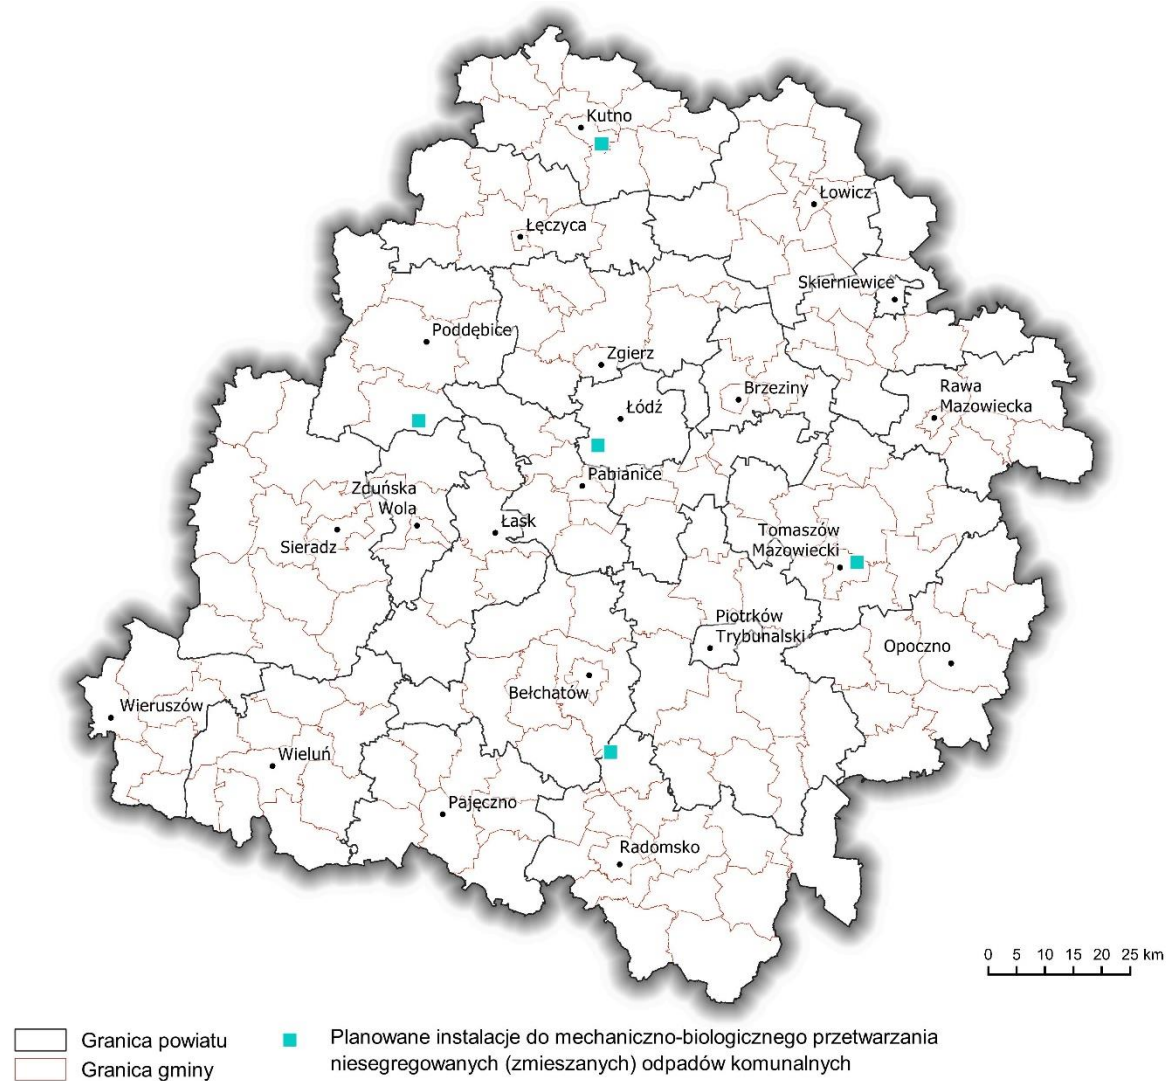 Kutno
Łowicz
Łęczyca
Skierniewice
Poddębice
Zgierz
Łódź
Brzeziny
Rawa
Mazowiecka
Pabianice
Zduńska
Wola
Łask
Sieradz
Tomaszów
Mazowiecki
Piotrków
Trybunalski
Opoczno
Bełchatów
Wieruszów
Wieluń
Pajęczno
Radomsko
0 5 10 15 20 25 km
Granica powiatu
Granica gminy
Planowane instalacje do mechaniczno-biologicznego przetwarzania
niesegregowanych (zmieszanych) odpadów komunalnych